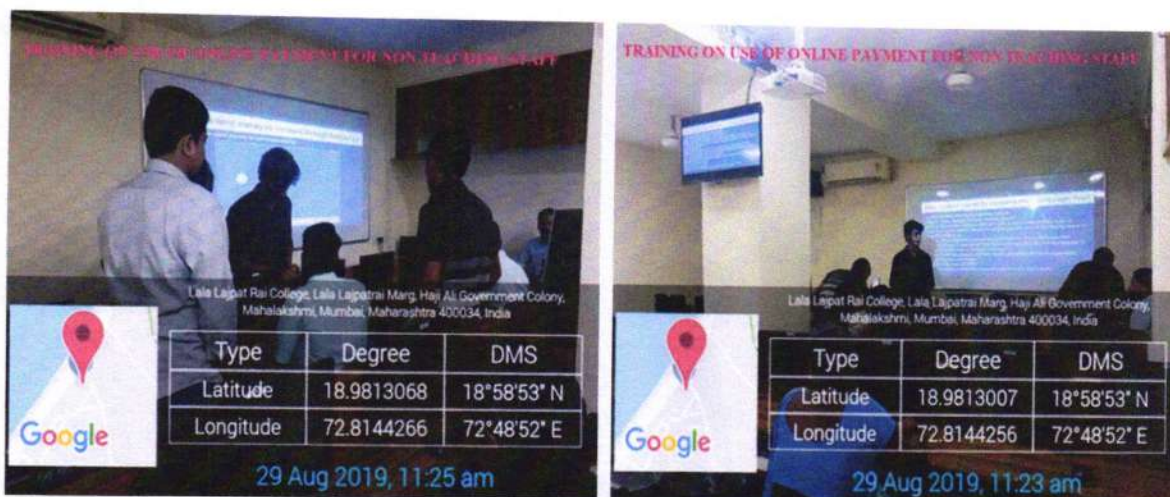 TRAINING ON USE OF ONLINE PAYMENT FOR NON TEACHING STAFF
Lala Lajpat Rai College, Lala Lajpatrai Marg, Haji Ali Government Colony,
Mahalakshmi, Mumbai, Maharashtra 400034, India
Type Degree DMS
Latitude 18.9813068 18°58'53" N
Longitude 72.8144266 72°48'52" E
Google
29 Aug 2019, 11:25 am
TRAINING ON USE OF ONLINE PAYMENT FOR NON TEACHING STAFF
Lala Lajpat Rai College, Lala Lajpatrai Marg, Haji Ali Government Colony,
Mahalakshmi, Mumbai, Maharashtra 400034, India
Type Degree DMS
Latitude 18.9813007 18°58'53" N
Longitude 72.8144256 72°48'52" E
Google
29 Aug 2019, 11:23 am